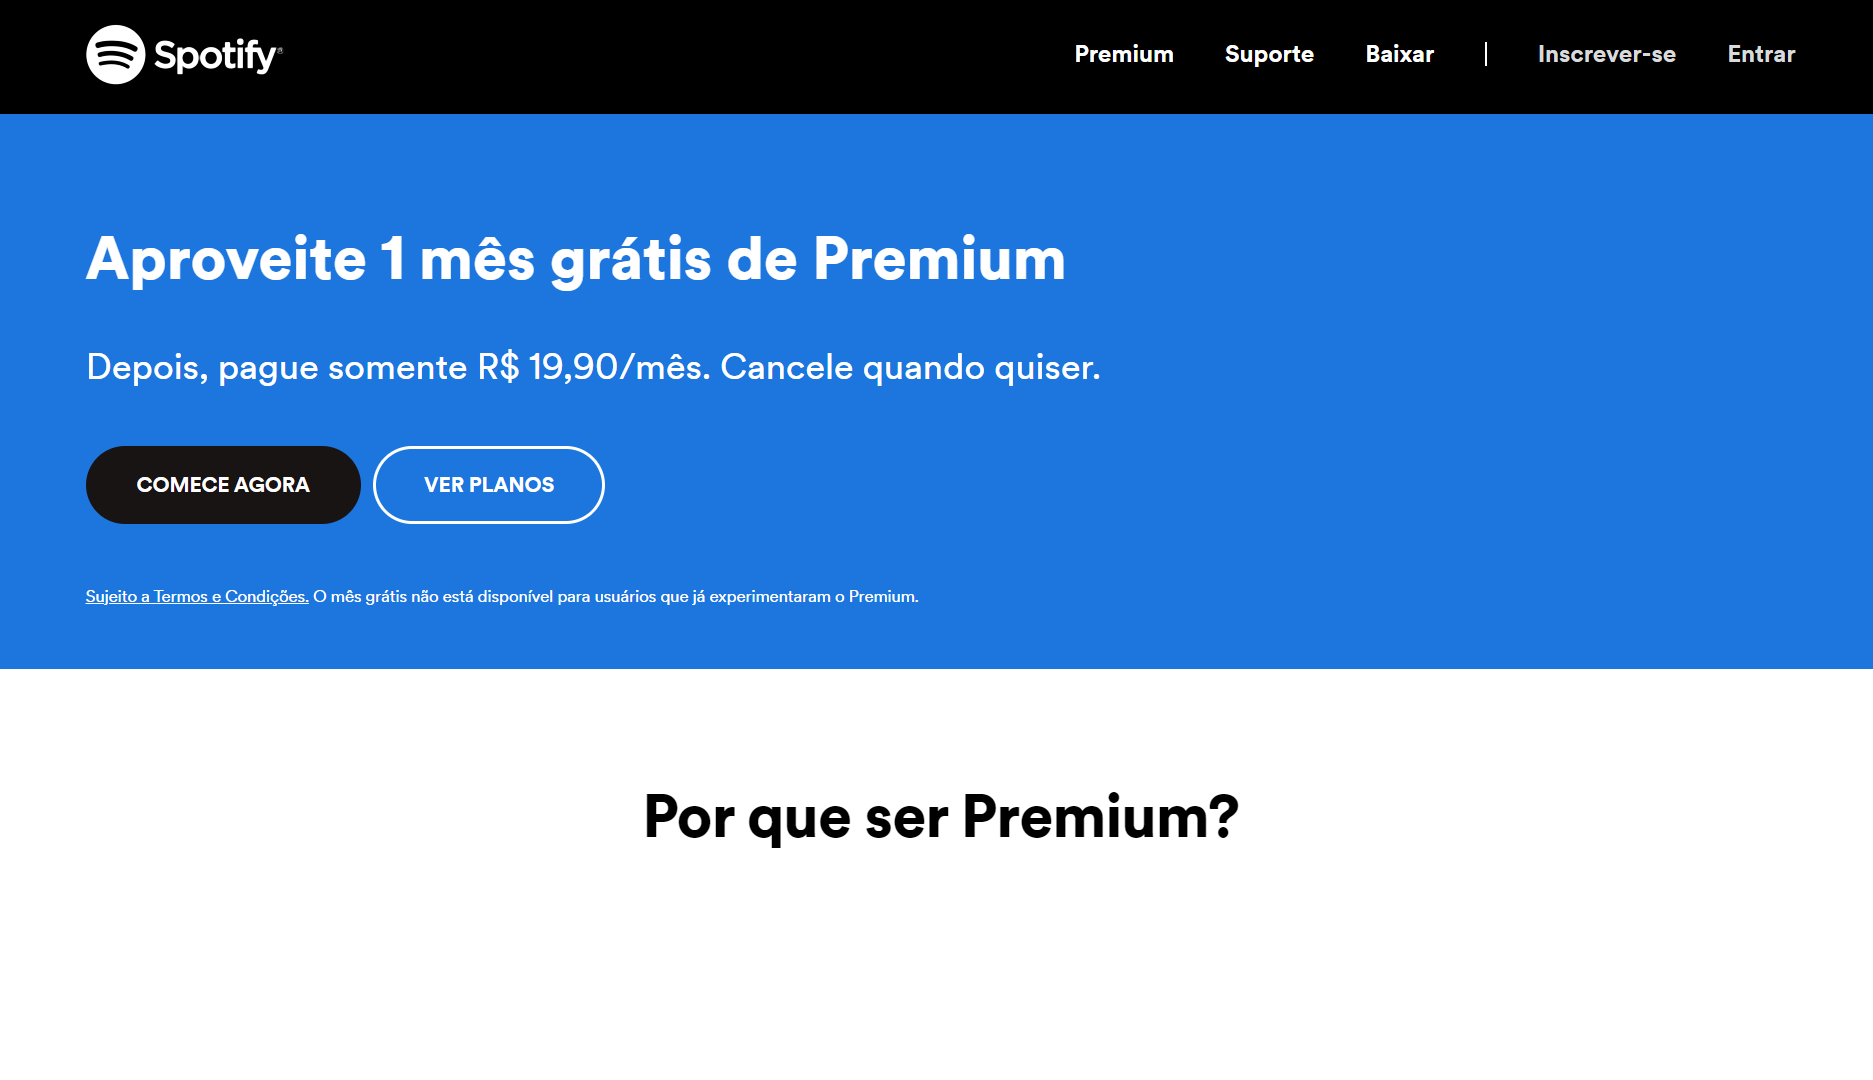 Spotify®
Premium Suporte Baixar | Inscrever-se Entrar
Aproveite 1 mês grátis de Premium
Depois, pague somente R$ 19,90/mês. Cancele quando quiser.
COMECE AGORA VER PLANOS
Sujeito a Termos e Condições. O mês grátis não está disponível para usuários que já experimentaram o Premium.
Por que ser Premium?